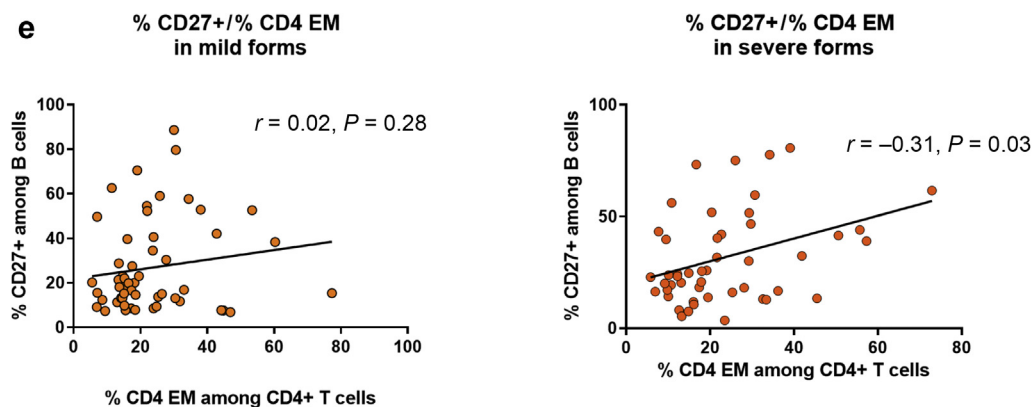 e
% CD27+/% CD4 EM
in mild forms
r = 0.02, P = 0.28
% CD27+ among B cells
100
80
60
40
20
0
0 20 40 60 80 100
% CD4 EM among CD4+ T cells
% CD27+/% CD4 EM
in severe forms
r = –0.31, P = 0.03
% CD27+ among B cells
100
50
0
0 20 40 60 80
% CD4 EM among CD4+ T cells